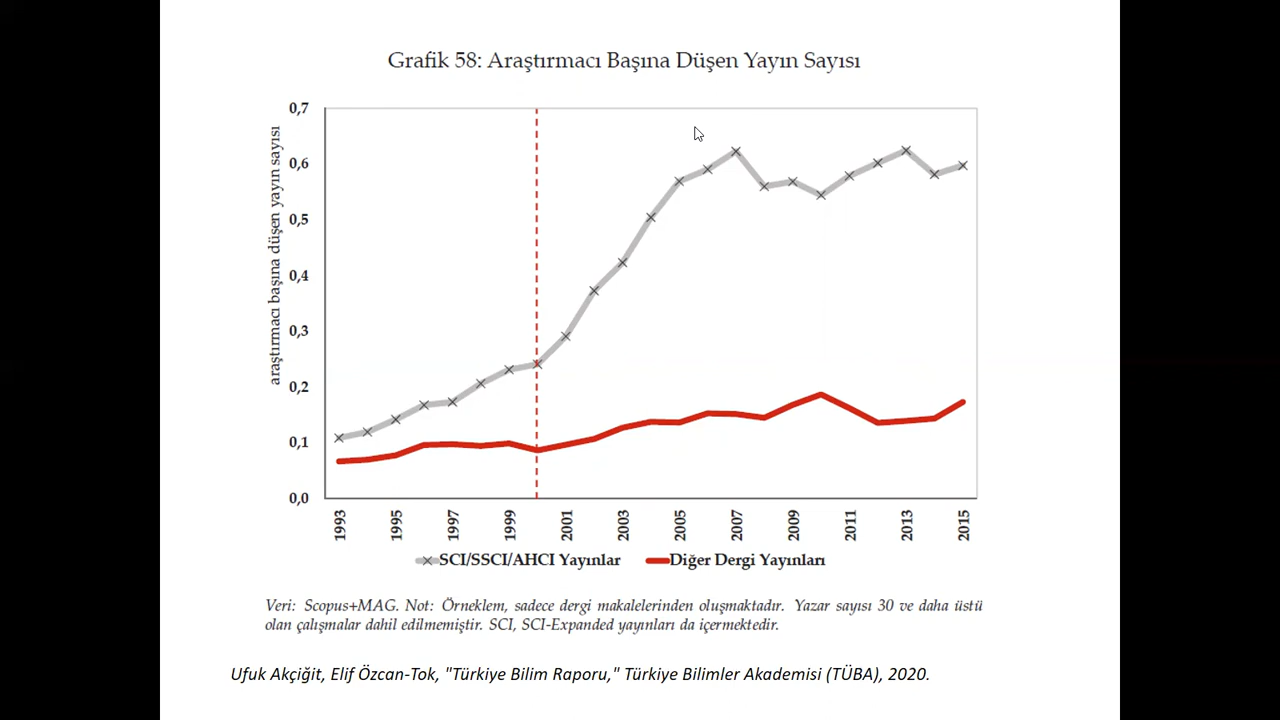 Grafik 58: Araştırmacı Başına Düşen Yayın Sayısı
araştırmacı başına düşen yayın sayısı
0,7
0,6
0,5
0,4
0,3
0,2
0,1
0,0
1993 1995 1997 1999 2001 2003 2005 2007 2009 2011 2013 2015
SCI/SSCI/AHCI Yayınlar Diğer Dergi Yayınları
Veri: Scopus+MAG. Not: Örneklem, sadece dergi makalelerinden oluşmaktadır. Yazar sayısı 30 ve daha üstü
olan çalışmalar dahil edilmemiştir. SCI, SCI-Expanded yayınları da içermektedir.
Ufuk Akçiğit, Elif Özcan-Tok, "Türkiye Bilim Raporu," Türkiye Bilimler Akademisi (TÜBA), 2020.